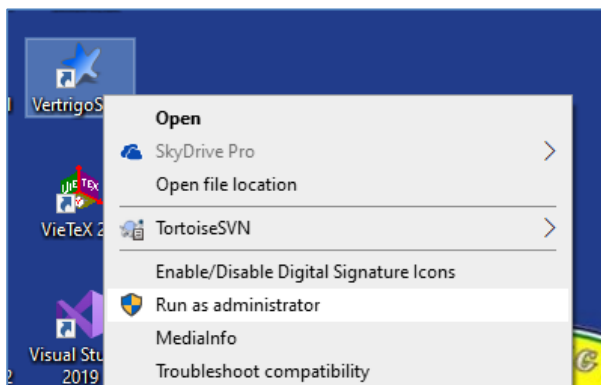 VertrigoS
Open
SkyDrive Pro
Open file location
VieTeX 2
TortoiseSVN
Enable/Disable Digital Signature Icons
Run as administrator
MediaInfo
Visual Stu
2019
Troubleshoot compatibility